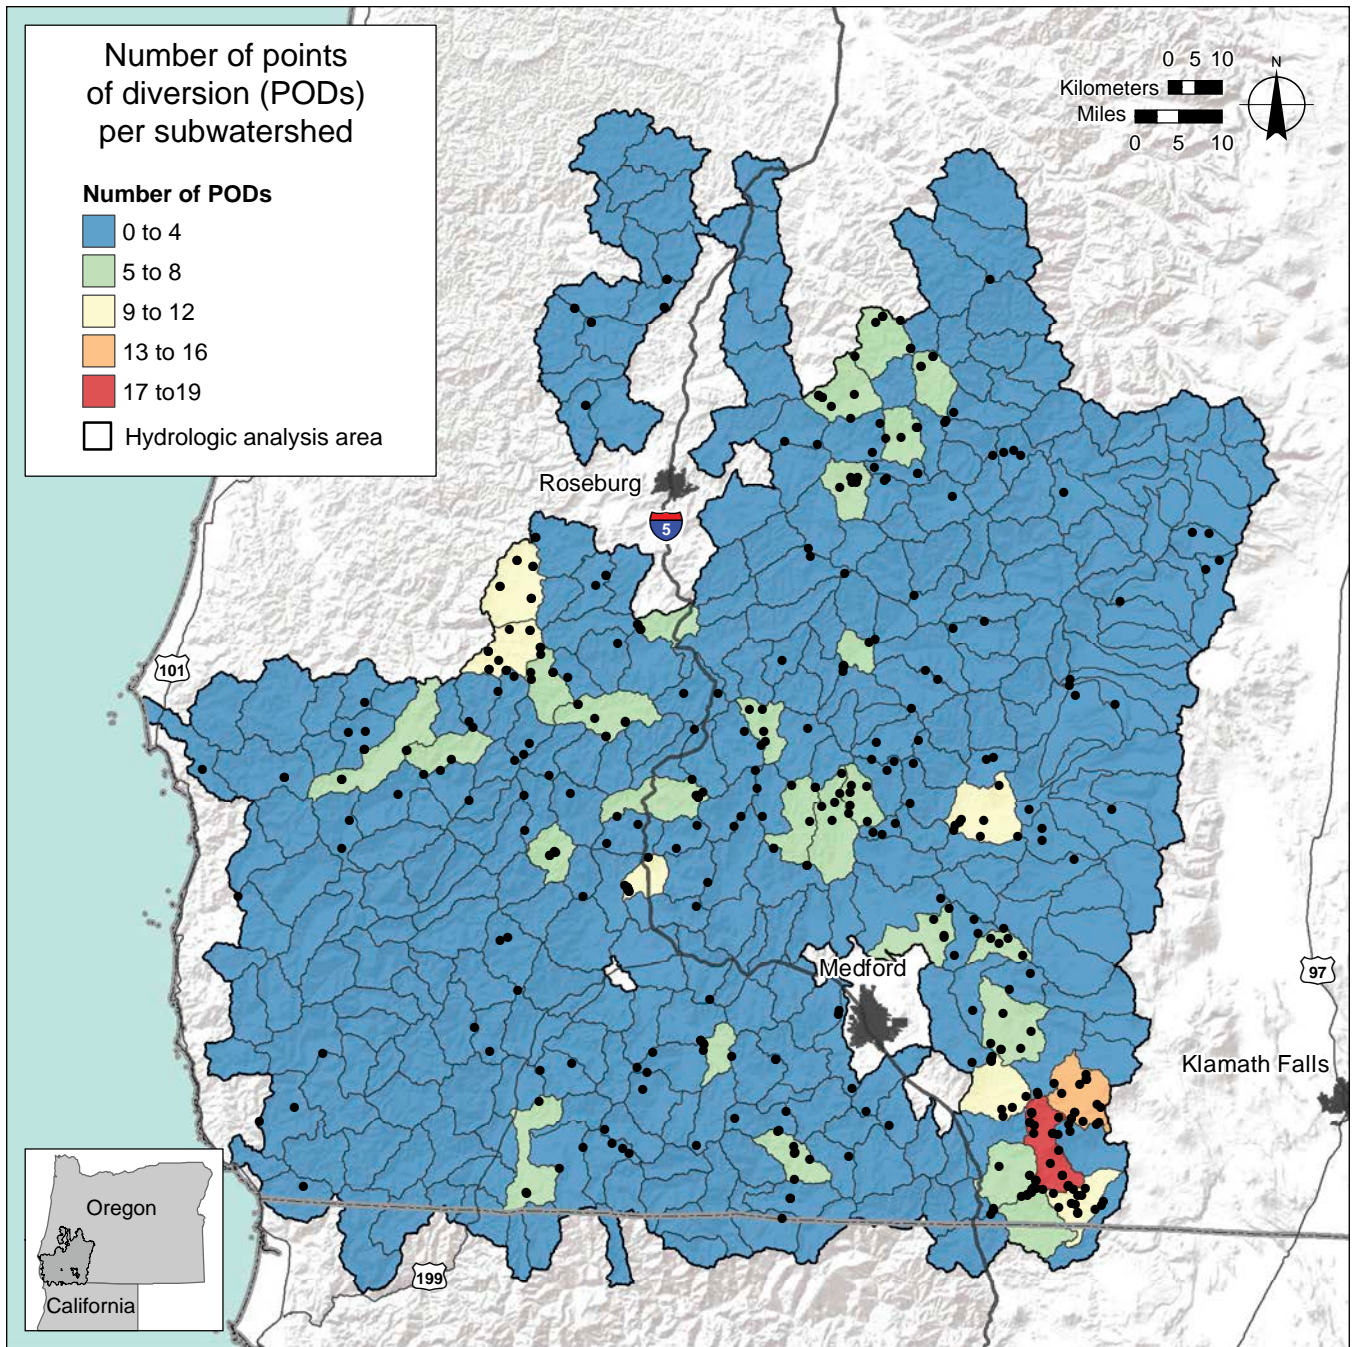 Number of points
of diversion (PODs)
per subwatershed
Number of PODs
0 to 4
5 to 8
9 to 12
13 to 16
17 to19
Hydrologic analysis area
0 5 10
Kilometers
Miles
0 5 10
N
Roseburg
5
101
Medford
97
Klamath Falls
Oregon
California
199